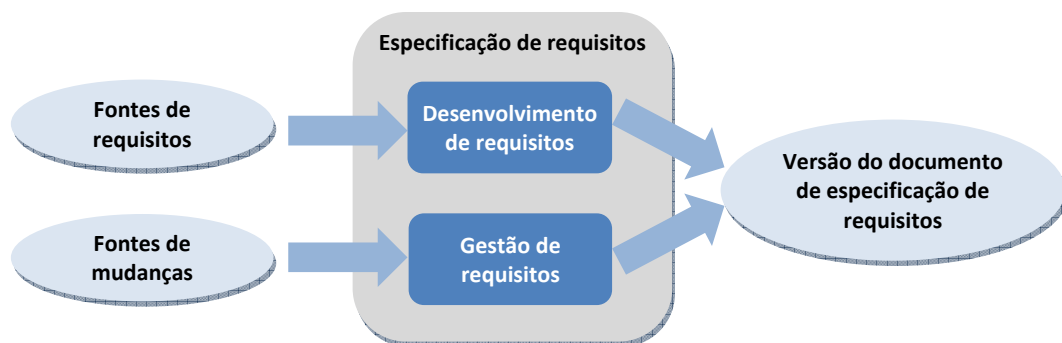 Especificação de requisitos
Fontes de
requisitos
Desenvolvimento
de requisitos
Versão do documento
de especificação de
requisitos
Fontes de
mudanças
Gestão de
requisitos